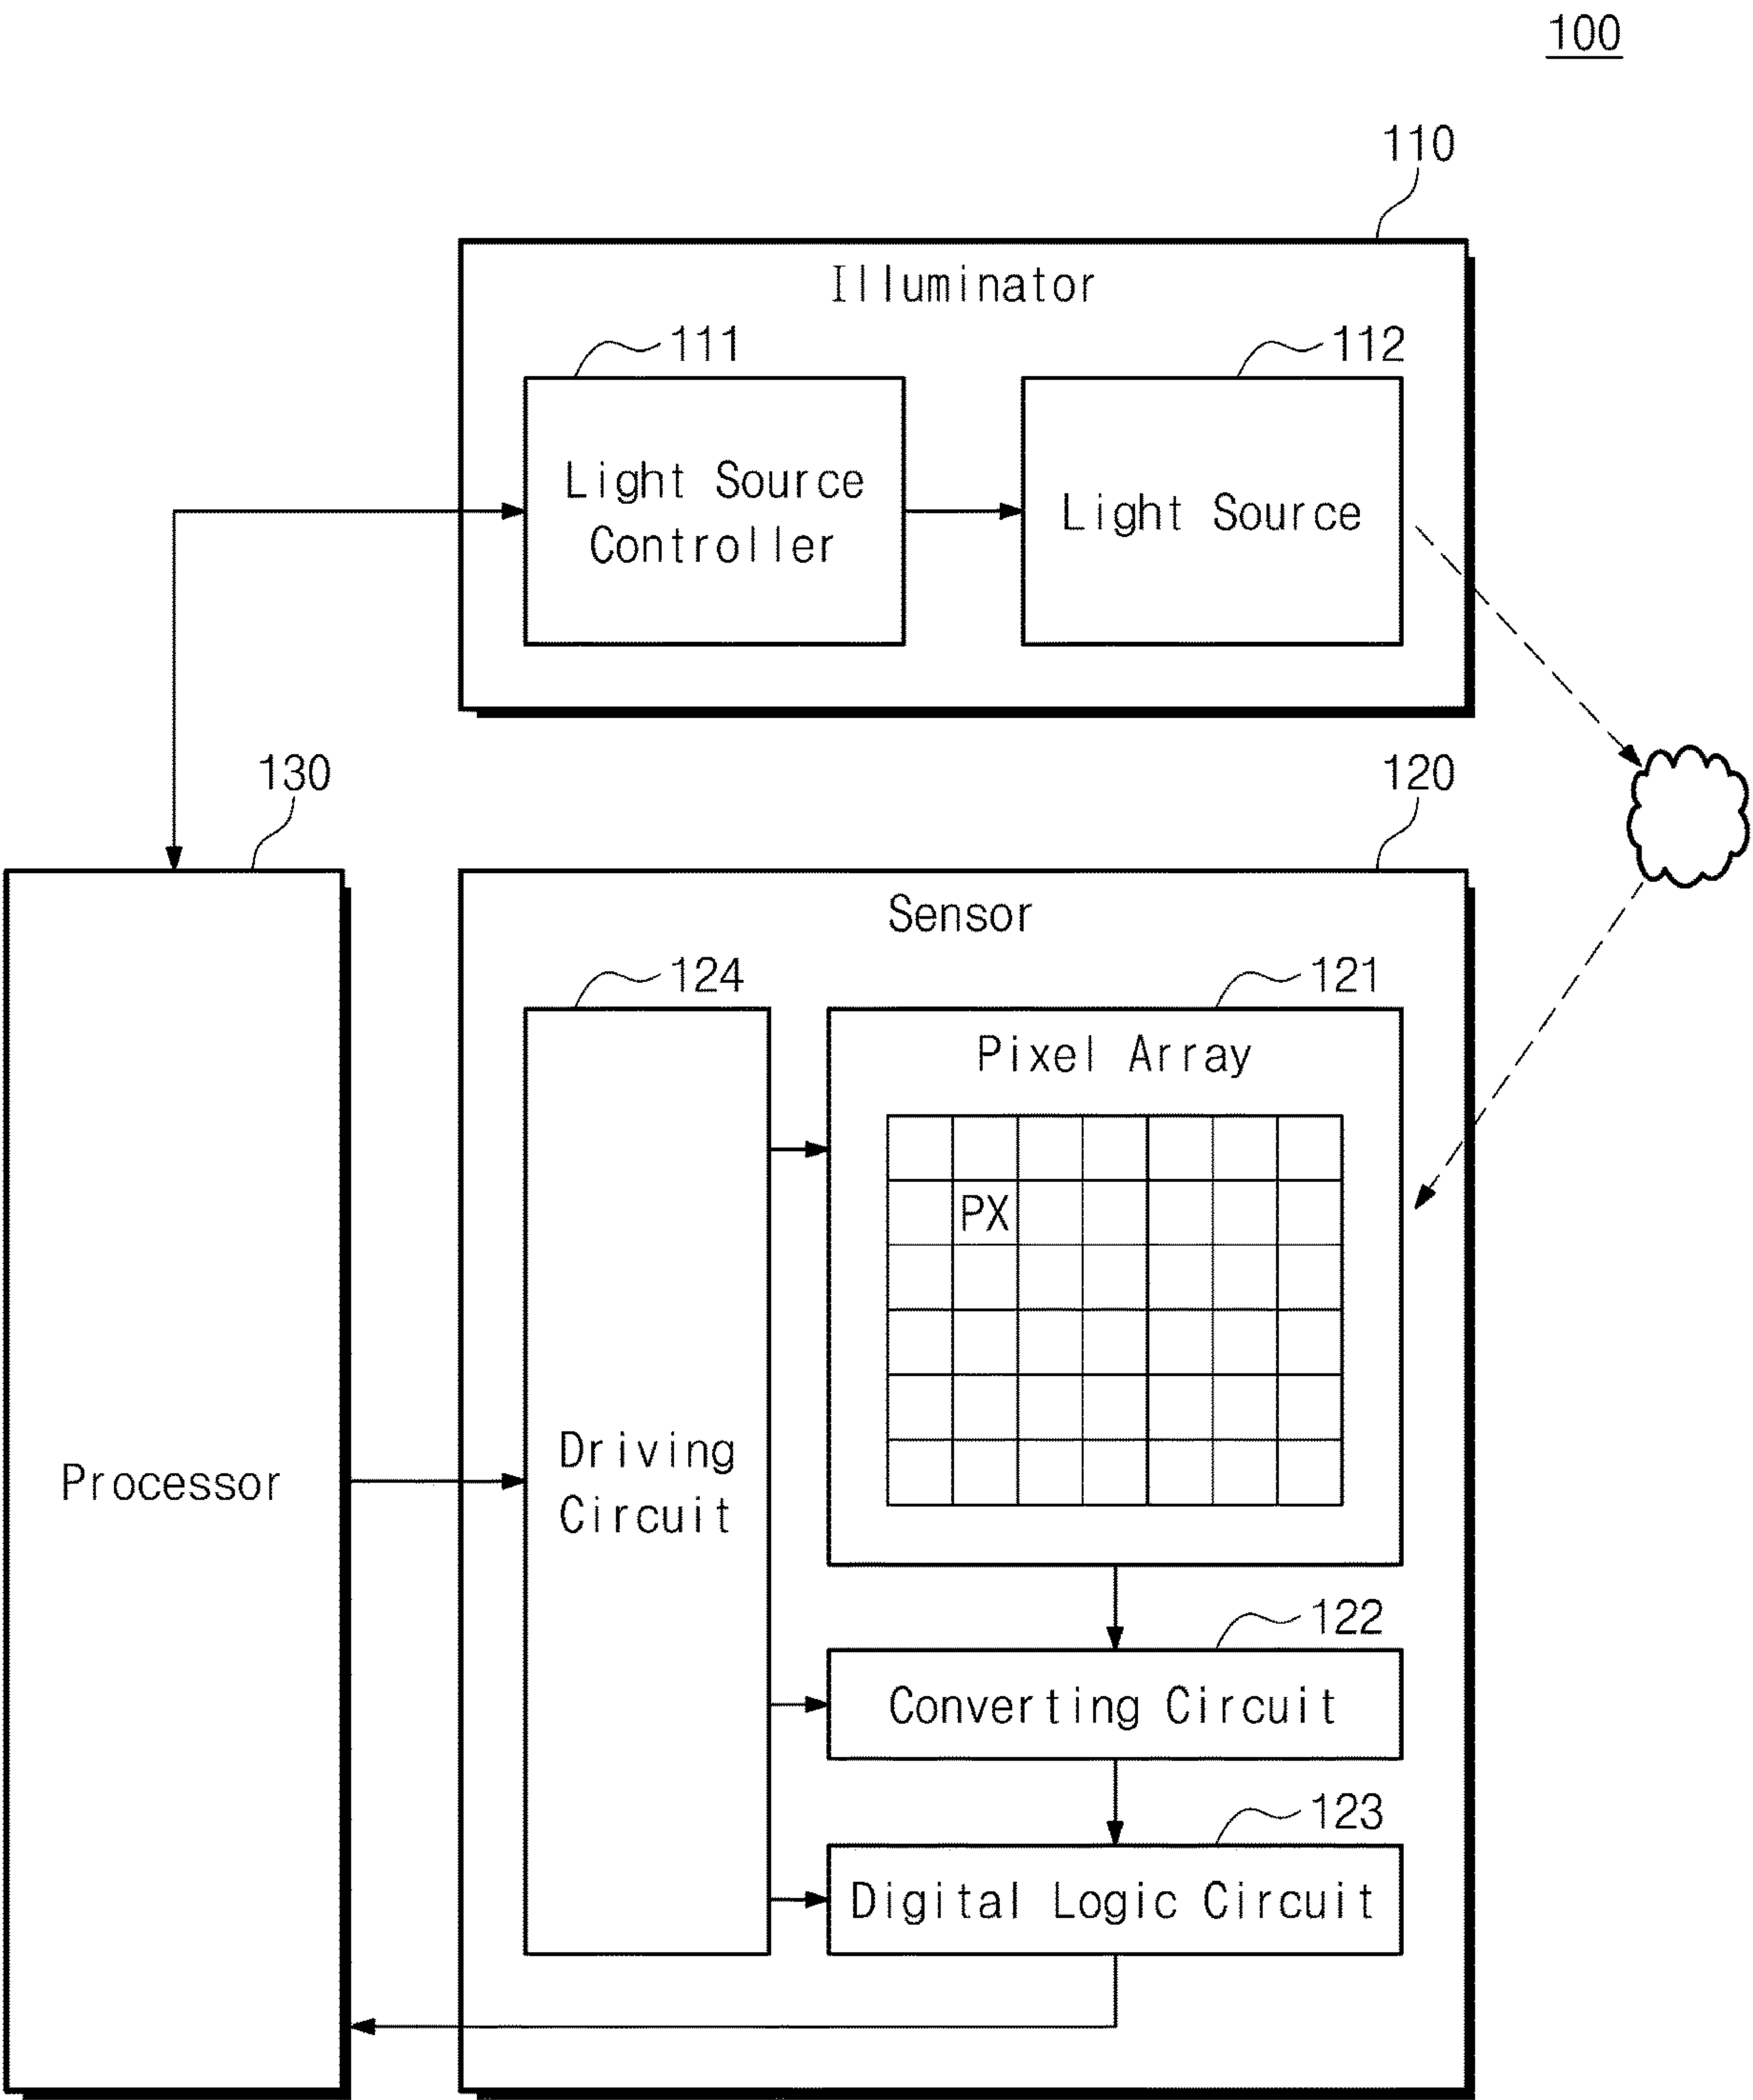 100
110
Illuminator
111
112
Light Source
Controller
Light Source
130
120
Sensor
124
121
Pixel Array
PX
Driving
Circuit
Processor
122
Converting Circuit
123
Digital Logic Circuit